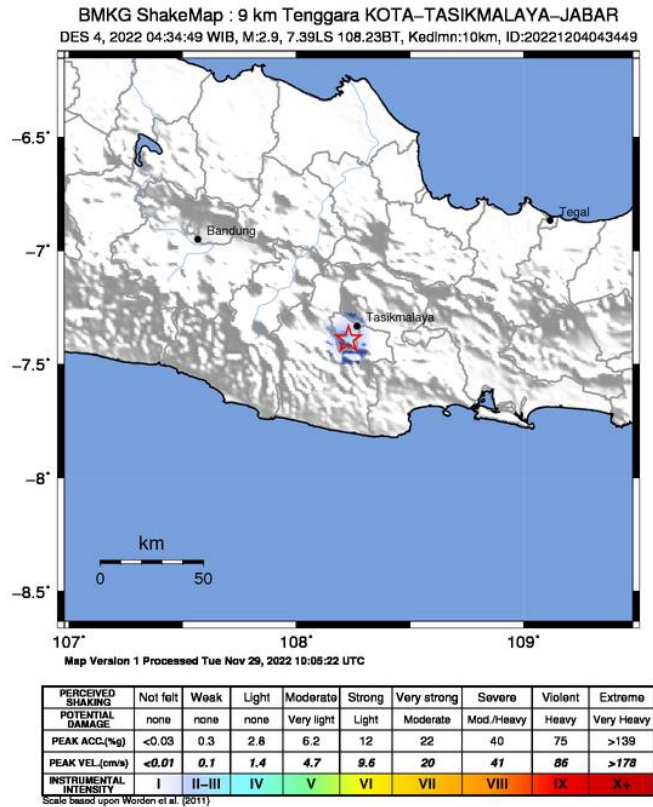 BMKG ShakeMap : 9 km Tenggara KOTA-TASIKMALAYA-JABAR
DES 4, 2022 04:34:49 WIB, M:2.9, 7.39LS 108.23BT, Kedlmn:10km, ID:20221204043449
-6.5°
Tegal
Bandung
-7°
Tasikmalaya
-7.5°
-8°
km
0 50
-8.5°
107° 108° 109°
Map Version 1 Processed Tue Nov 29, 2022 10:05:22 UTC
PERCEIVED SHAKING Not felt Weak Light Moderate Strong Very strong Severe Violent Extreme
POTENTIAL DAMAGE none none none Very light Light Moderate Mod./Heavy Heavy Very Heavy
PEAK ACC.(%g) <0.03 0.3 2.8 6.2 12 22 40 75 >139
PEAK VEL.(cm/s) <0.01 0.1 1.4 4.7 9.6 20 41 86 >178
INSTRUMENTAL INTENSITY I II-III IV V VI VII VIII IX X+
Scale based upon Worden et al. (2011)